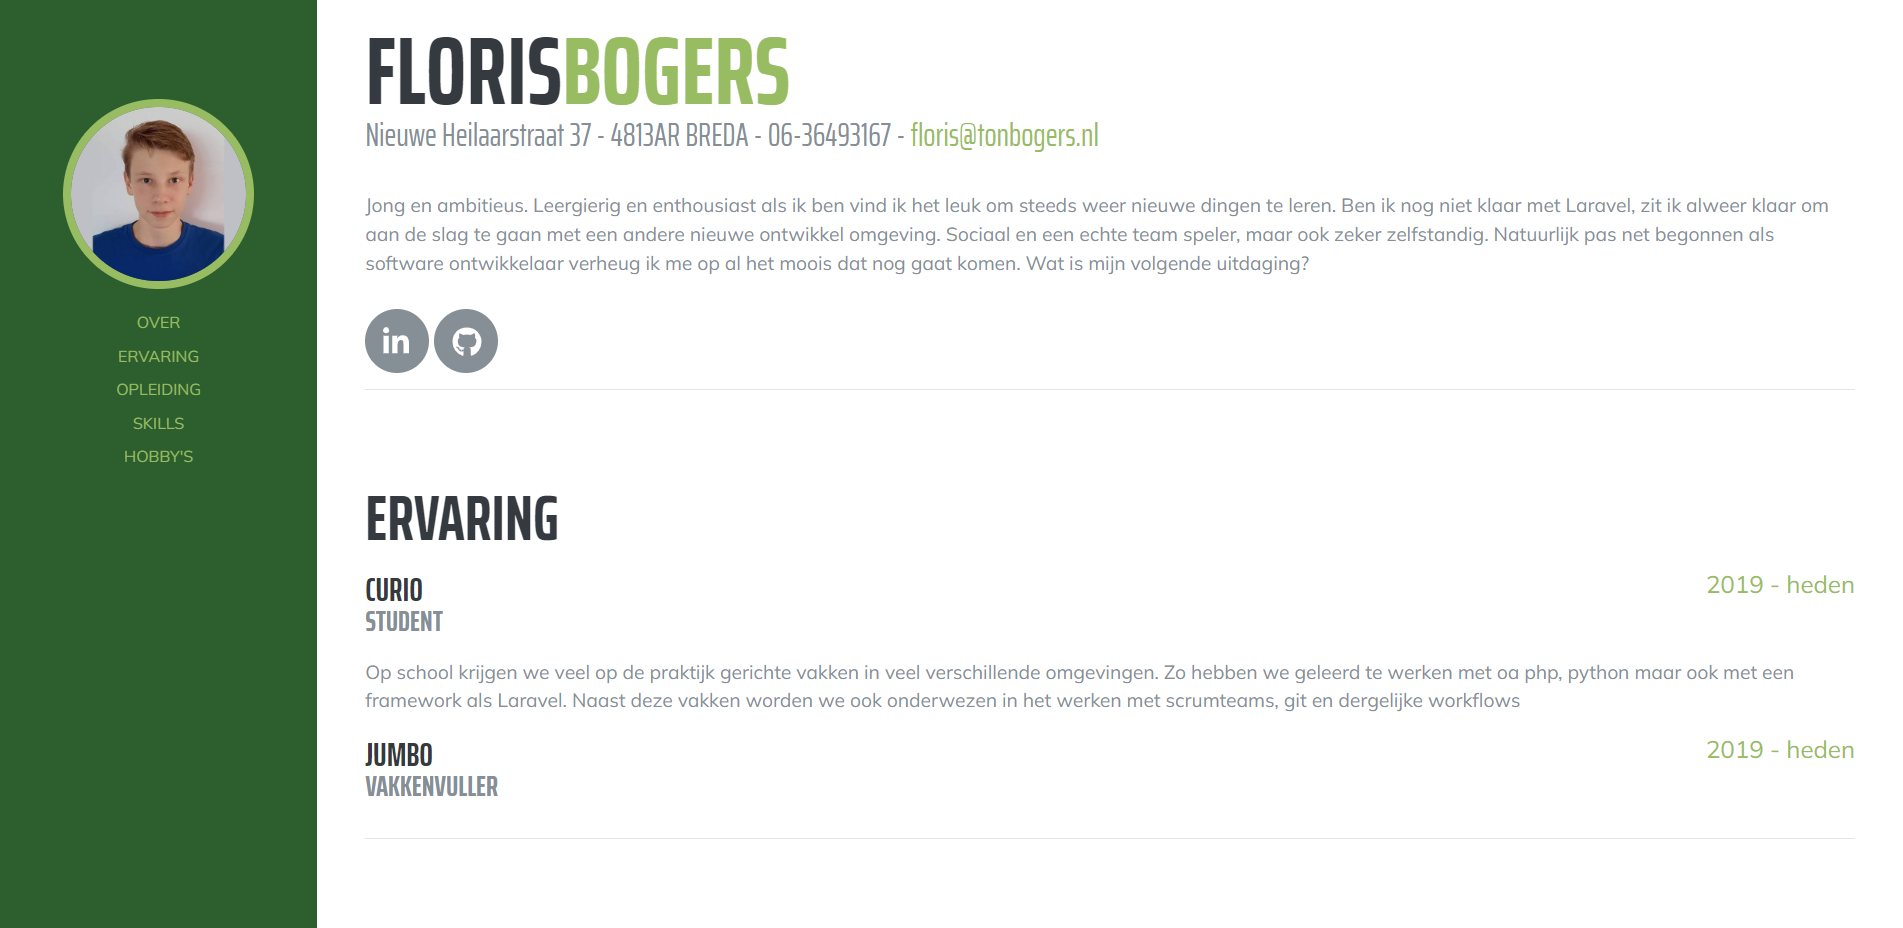 OVER
ERVARING
OPLEIDING
SKILLS
HOBBY'S
FLORISBOGERS
Nieuwe Heilaarstraat 37 - 4813AR BREDA - 06-36493167 - floris@tonbogers.nl
Jong en ambitieus. Leergierig en enthousiast als ik ben vind ik het leuk om steeds weer nieuwe dingen te leren. Ben ik nog niet klaar met Laravel, zit ik alweer klaar om
aan de slag te gaan met een andere nieuwe ontwikkel omgeving. Sociaal en een echte team speler, maar ook zeker zelfstandig. Natuurlijk pas net begonnen als
software ontwikkelaar verheug ik me op al het moois dat nog gaat komen. Wat is mijn volgende uitdaging?
in
ERVARING
CURIO
2019 - heden
STUDENT
Op school krijgen we veel op de praktijk gerichte vakken in veel verschillende omgevingen. Zo hebben we geleerd te werken met oa php, python maar ook met een
framework als Laravel. Naast deze vakken worden we ook onderwezen in het werken met scrumteams, git en dergelijke workflows
JUMBO
2019 - heden
VAKKENVULLER